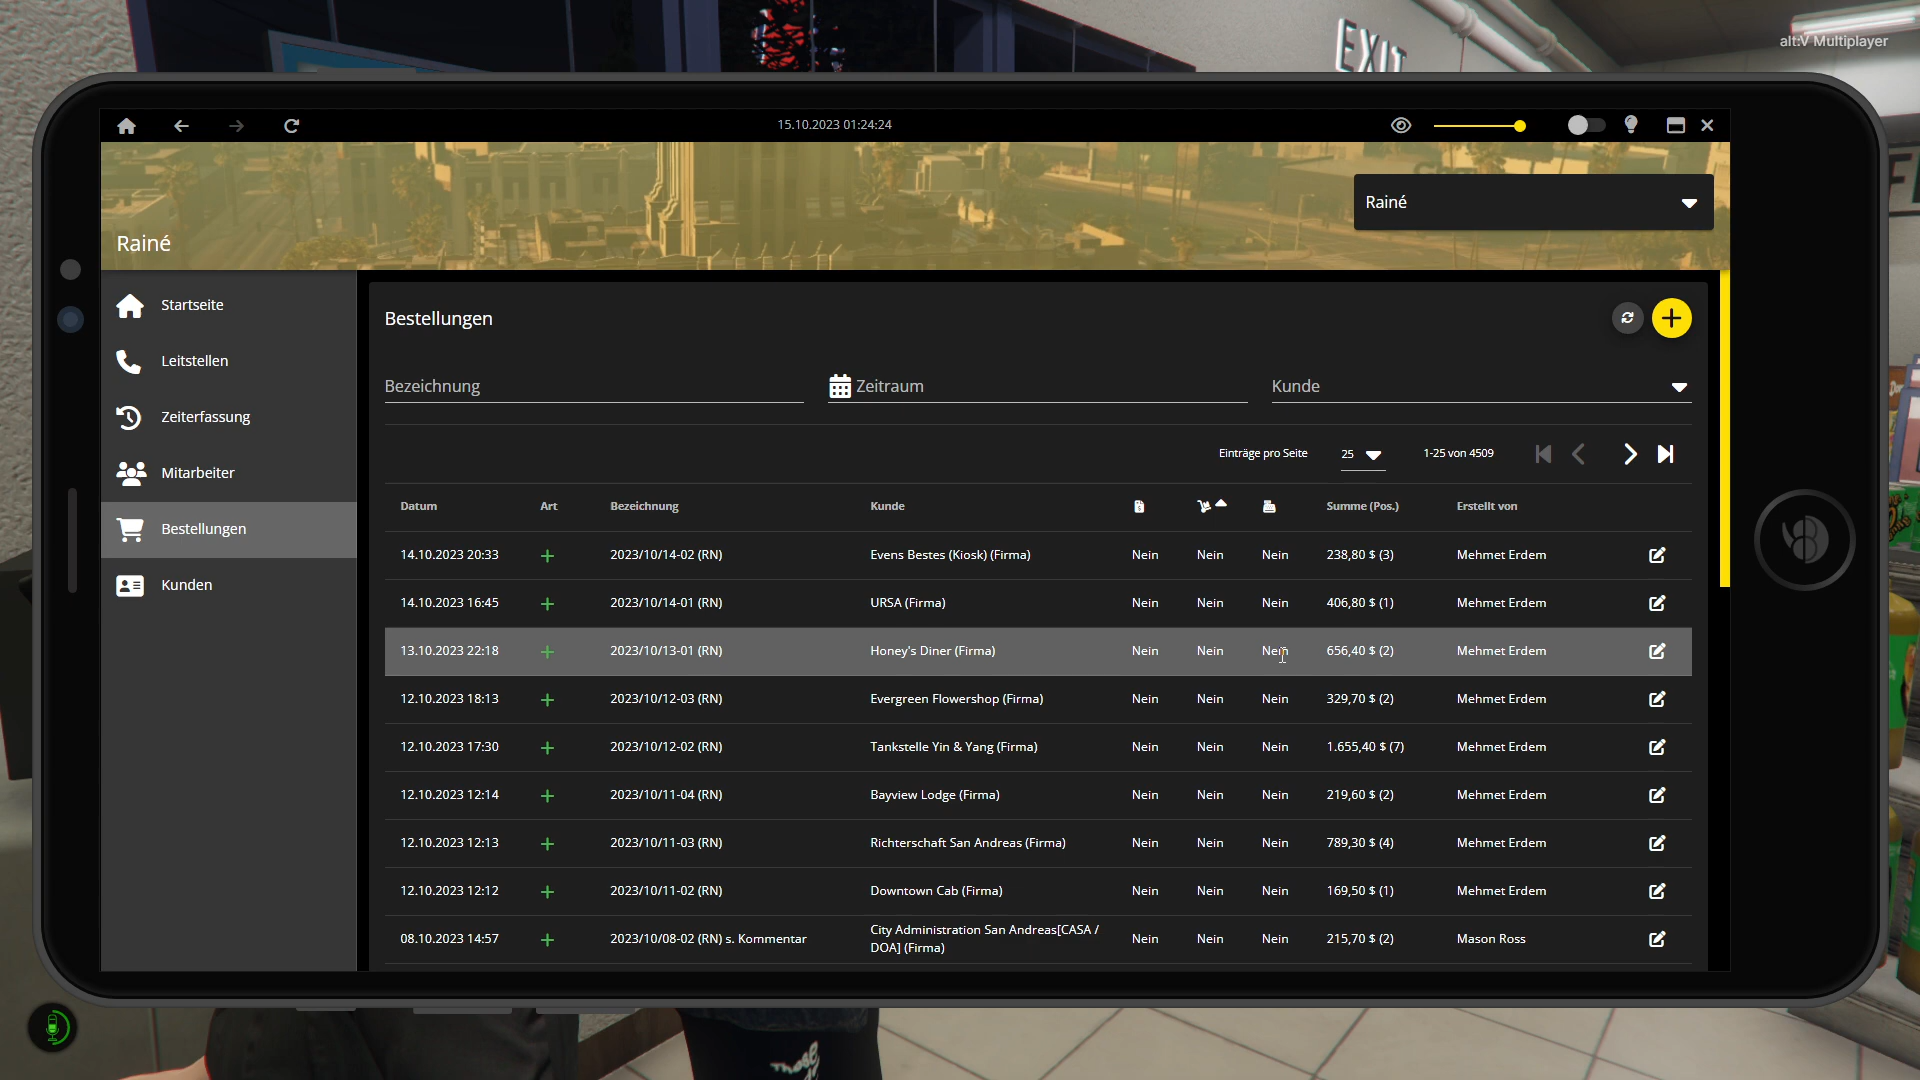 EXIT
alt:V Multiplayer
15.10.2023 01:24:24
Rainé
Rainé
Startseite
Leitstellen
Zeiterfassung
Mitarbeiter
Bestellungen
Kunden
Bestellungen
Bezeichnung
Zeitraum
Kunde
Einträge pro Seite 25 1-25 von 4509
Datum Art Bezeichnung Kunde Summe (Pos.) Erstellt von
14.10.2023 20:33 2023/10/14-02 (RN) Evens Bestes (Kiosk) (Firma) Nein Nein Nein 238,80 $ (3) Mehmet Erdem
14.10.2023 16:45 2023/10/14-01 (RN) URSA (Firma) Nein Nein Nein 406,80 $ (1) Mehmet Erdem
13.10.2023 22:18 2023/10/13-01 (RN) Honey's Diner (Firma) Nein Nein Nein 656,40 $ (2) Mehmet Erdem
12.10.2023 18:13 2023/10/12-03 (RN) Evergreen Flowershop (Firma) Nein Nein Nein 329,70 $ (2) Mehmet Erdem
12.10.2023 17:30 2023/10/12-02 (RN) Tankstelle Yin & Yang (Firma) Nein Nein Nein 1.655,40 $ (7) Mehmet Erdem
12.10.2023 12:14 2023/10/11-04 (RN) Bayview Lodge (Firma) Nein Nein Nein 219,60 $ (2) Mehmet Erdem
12.10.2023 12:13 2023/10/11-03 (RN) Richterschaft San Andreas (Firma) Nein Nein Nein 789,30 $ (4) Mehmet Erdem
12.10.2023 12:12 2023/10/11-02 (RN) Downtown Cab (Firma) Nein Nein Nein 169,50 $ (1) Mehmet Erdem
08.10.2023 14:57 2023/10/08-02 (RN) s. Kommentar City Administration San Andreas[CASA / Nein Nein Nein 215,70 $ (2) Mason Ross
DOA] (Firma)